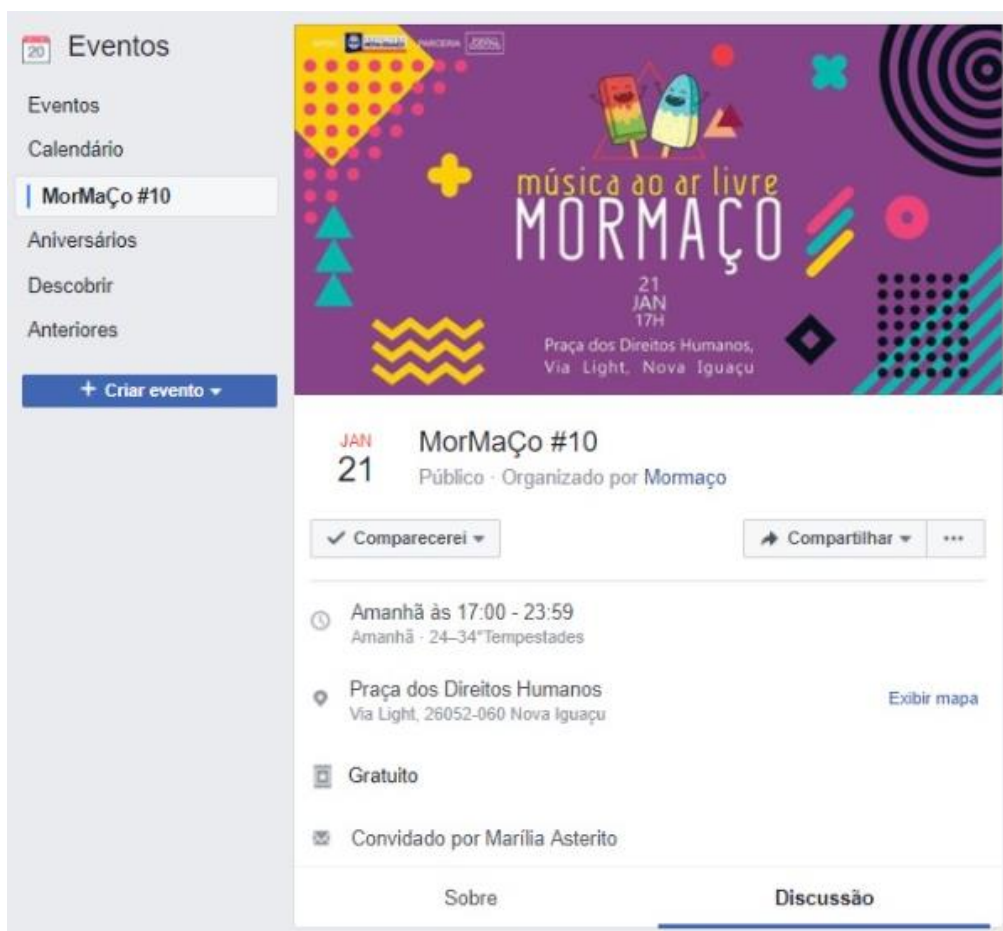 20 Eventos
Eventos
Calendário
MorMaÇo #10
Aniversários
Descobrir
Anteriores
+ Criar evento
PARCERIA
música ao ar livre
MORMAÇO
21
JAN
17H
Praça dos Direitos Humanos,
Via Light, Nova Iguaçu
JAN
21
MorMaÇo #10
Público · Organizado por Mormaço
Comparecerei
Compartilhar
...
Amanhã às 17:00 - 23:59
Amanhã · 24–34°Tempestades
Praça dos Direitos Humanos
Via Light, 26052-060 Nova Iguaçu
Exibir mapa
Gratuito
Convidado por Marília Asterito
Sobre
Discussão